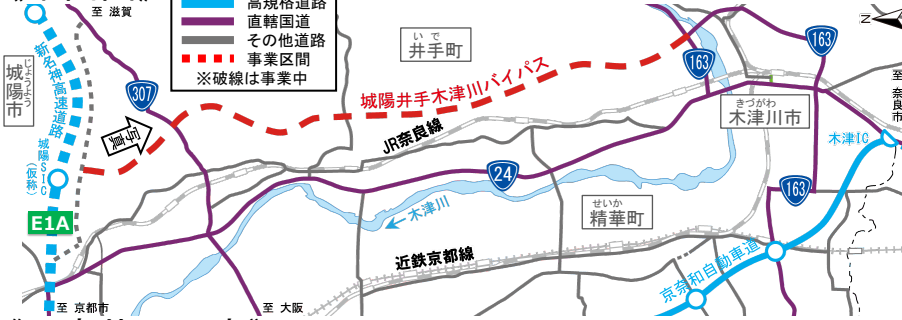 至 滋賀
高規格道路
直轄国道
その他道路
事業区間
※破線は事業中
いで
井手町
163
N
じょうよう
城陽市
新名神高速道路
307
城陽井手木津川バイパス
163
至 奈良市
きづがわ
木津川市
写真
JR奈良線
城陽SIC
(仮称)
24
木津IC
163
せいか
精華町
E1A
木津川
近鉄京都線
京奈和自動車道
至 京都市
至 大阪